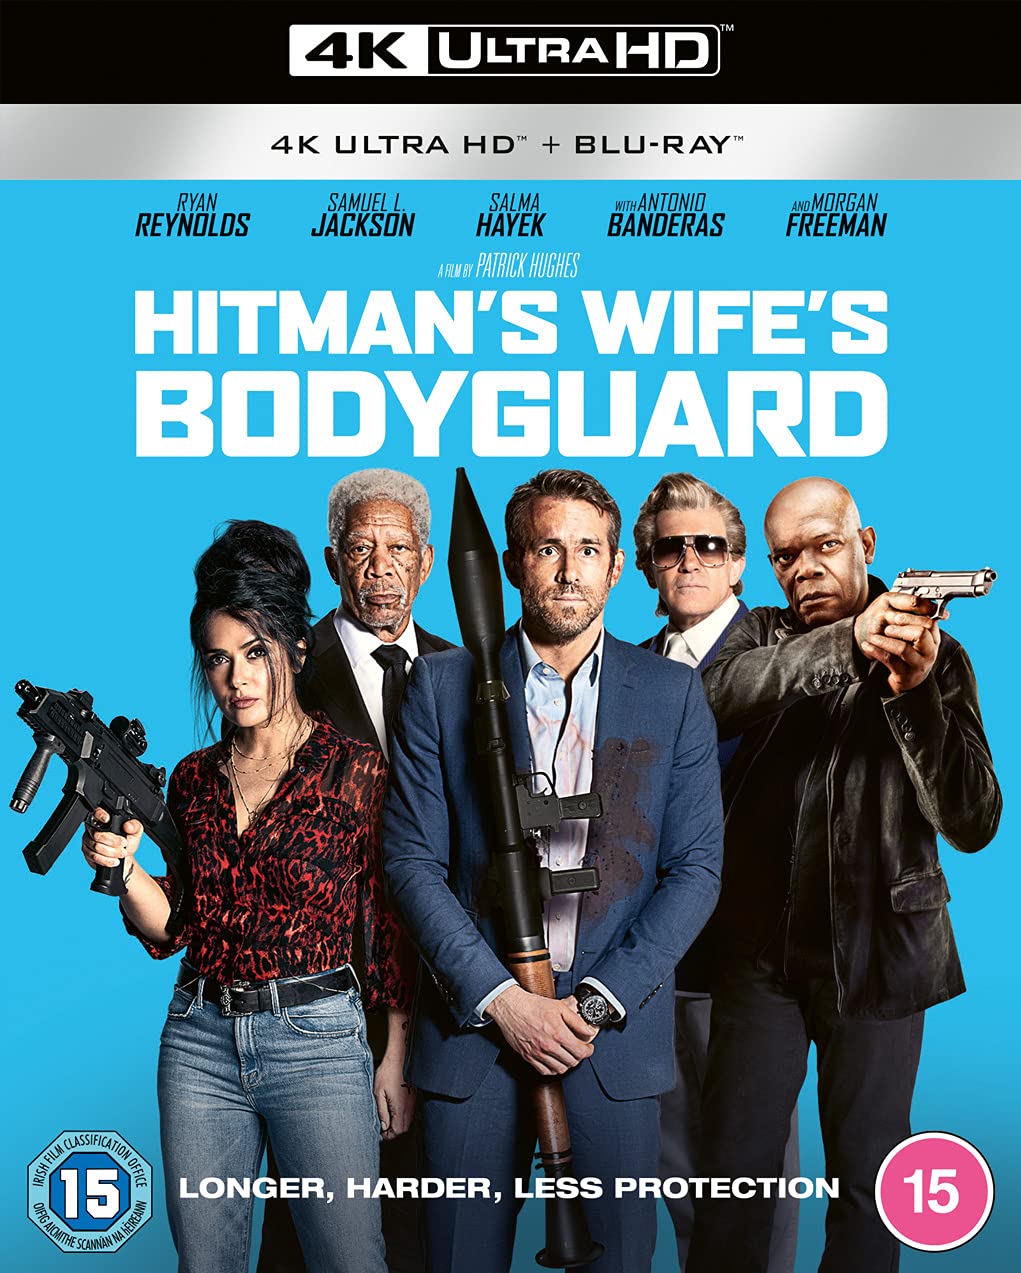 4K ULTRA HD™
4K ULTRA HD™ + BLU-RAY™
RYAN REYNOLDS
SAMUEL L. JACKSON
SALMA HAYEK
WITH ANTONIO BANDERAS
AND MORGAN FREEMAN
A FILM BY PATRICK HUGHES
HITMAN'S WIFE'S
BODYGUARD
IRISH FILM CLASSIFICATION OFFICE
15
OIFIG AICMITHE SCANNÁN NA hÉIREANN
LONGER, HARDER, LESS PROTECTION
15